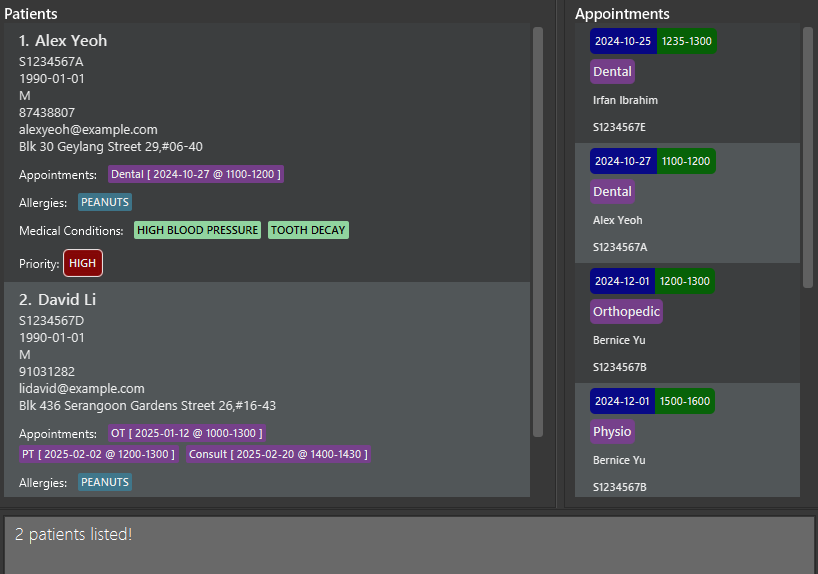 Patients
1. Alex Yeoh
S1234567A
1990-01-01
M
87438807
alexyeoh@example.com
Blk 30 Geylang Street 29,#06-40
Appointments: Dental [ 2024-10-27 @ 1100-1200 ]
Allergies: PEANUTS
Medical Conditions: HIGH BLOOD PRESSURE TOOTH DECAY
Priority: HIGH
2. David Li
S1234567D
1990-01-01
M
91031282
lidavid@example.com
Blk 436 Serangoon Gardens Street 26,#16-43
Appointments: OT [ 2025-01-12 @ 1000-1300 ]
PT [ 2025-02-02 @ 1200-1300 ] Consult [ 2025-02-20 @ 1400-1430 ]
Allergies: PEANUTS
Appointments
2024-10-25 1235-1300
Dental
Irfan Ibrahim
S1234567E
2024-10-27 1100-1200
Dental
Alex Yeoh
S1234567A
2024-12-01 1200-1300
Orthopedic
Bernice Yu
S1234567B
2024-12-01 1500-1600
Physio
Bernice Yu
S1234567B
2 patients listed!